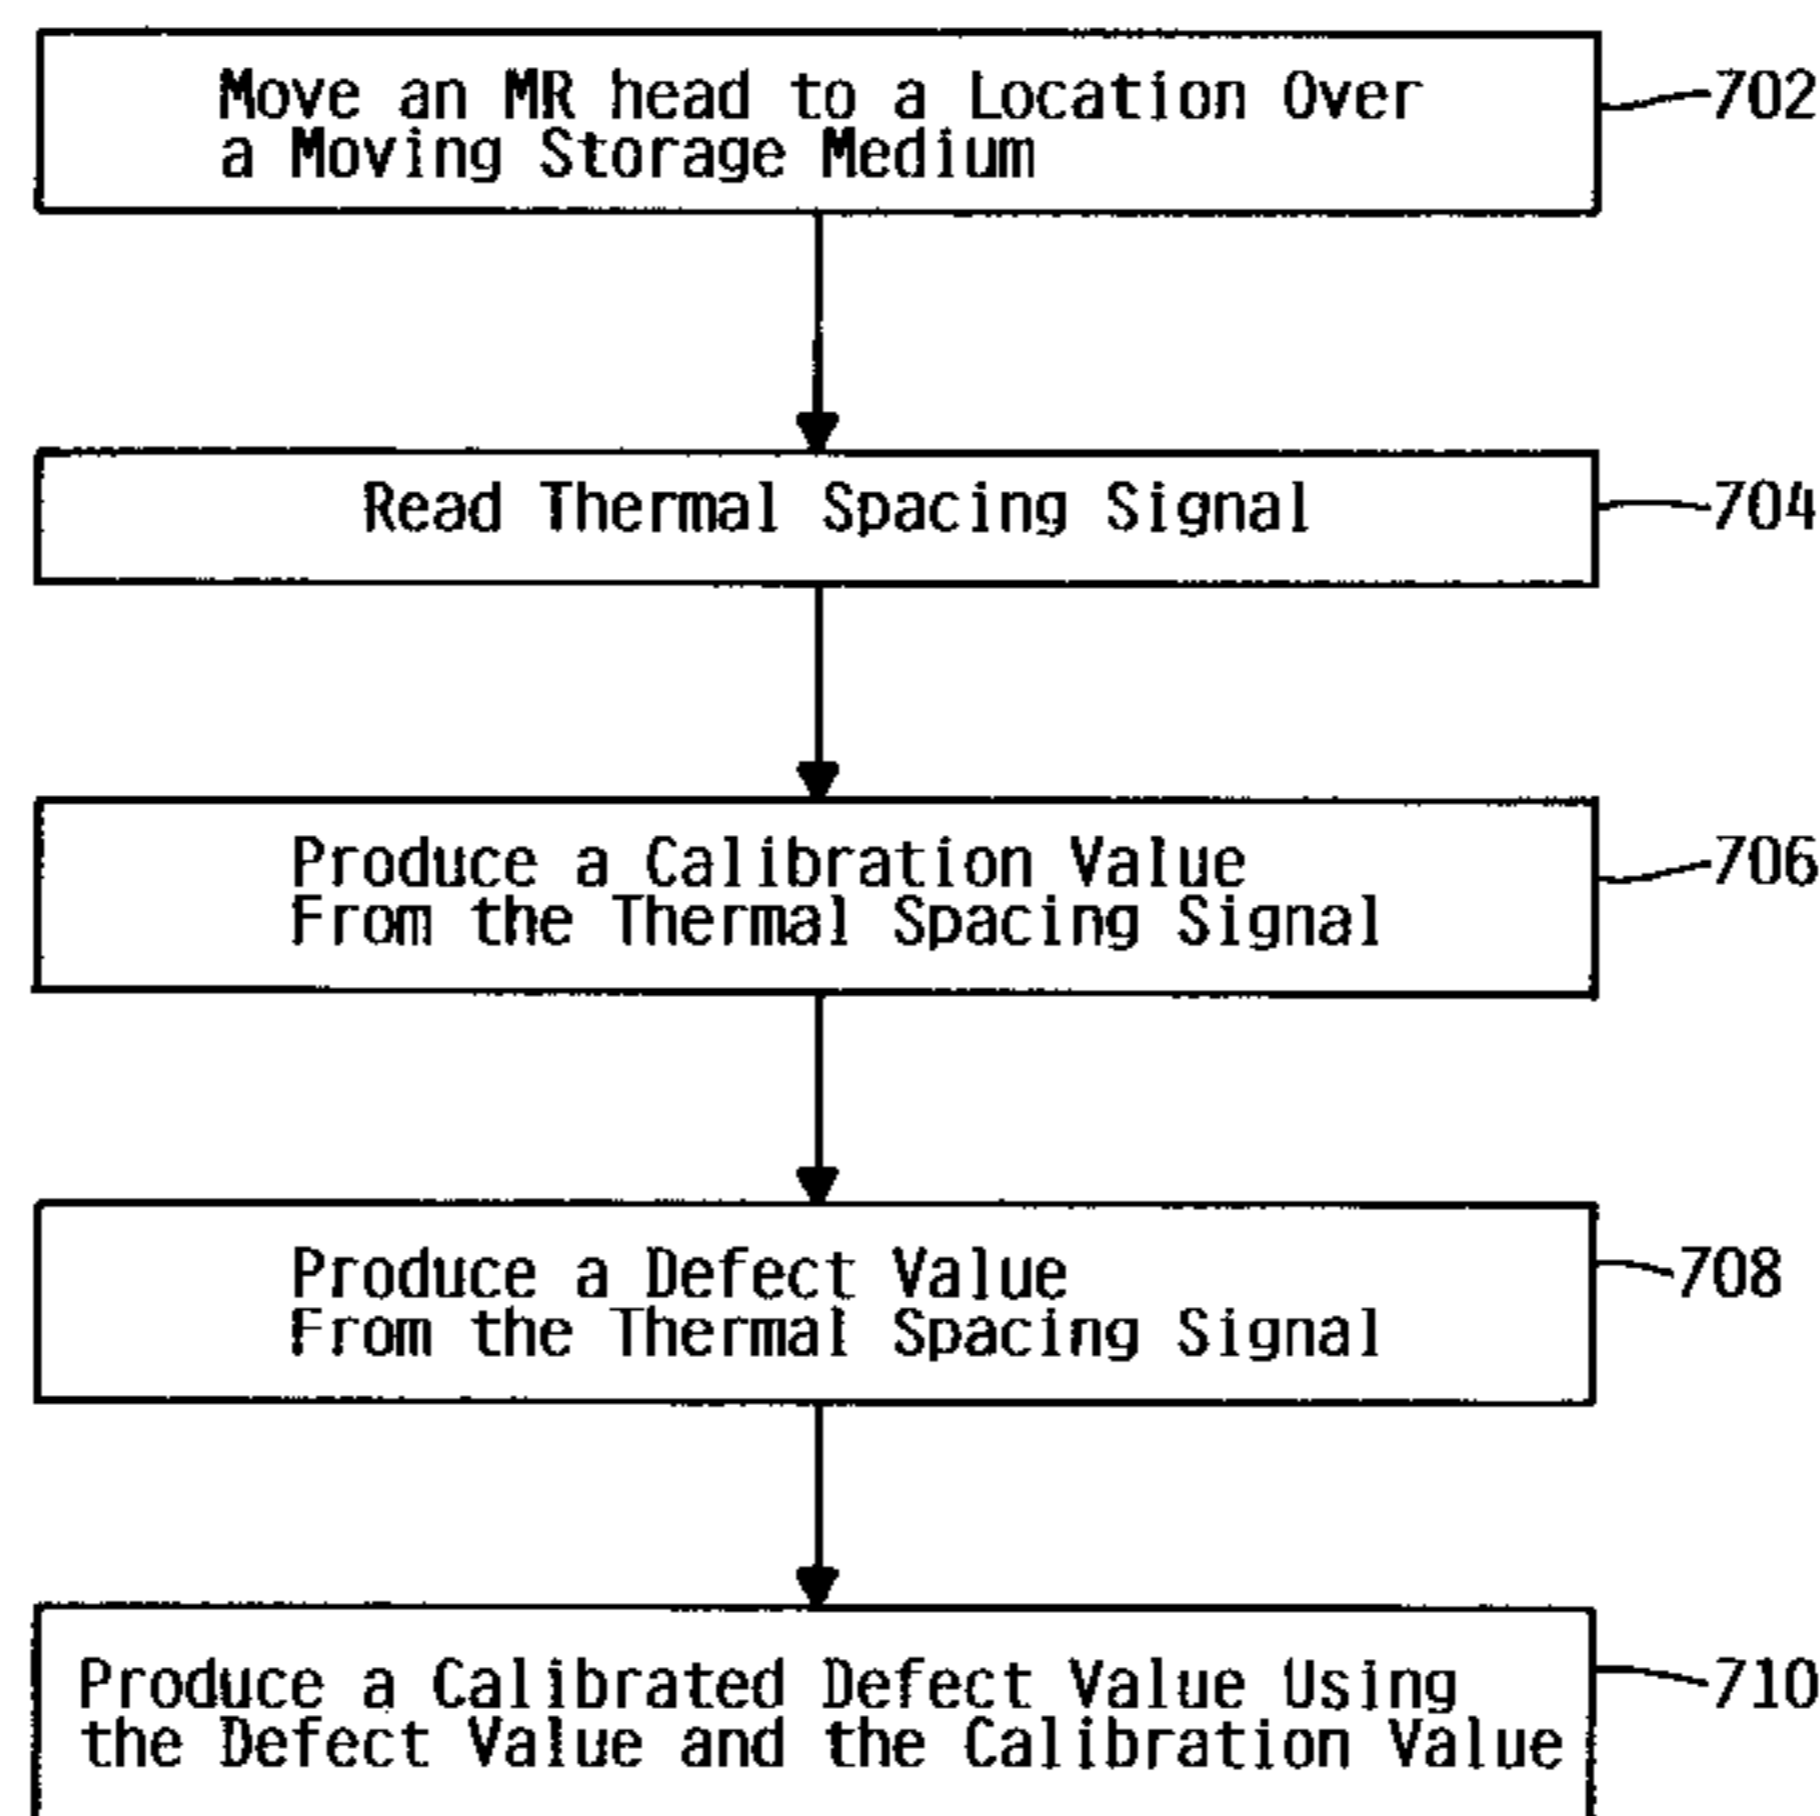 Move an MR head to a Location Over
a Moving Storage Medium
702
Read Thermal Spacing Signal
704
Produce a Calibration Value
From the Thermal Spacing Signal
706
Produce a Defect Value
From the Thermal Spacing Signal
708
Produce a Calibrated Defect Value Using
the Defect Value and the Calibration Value
710